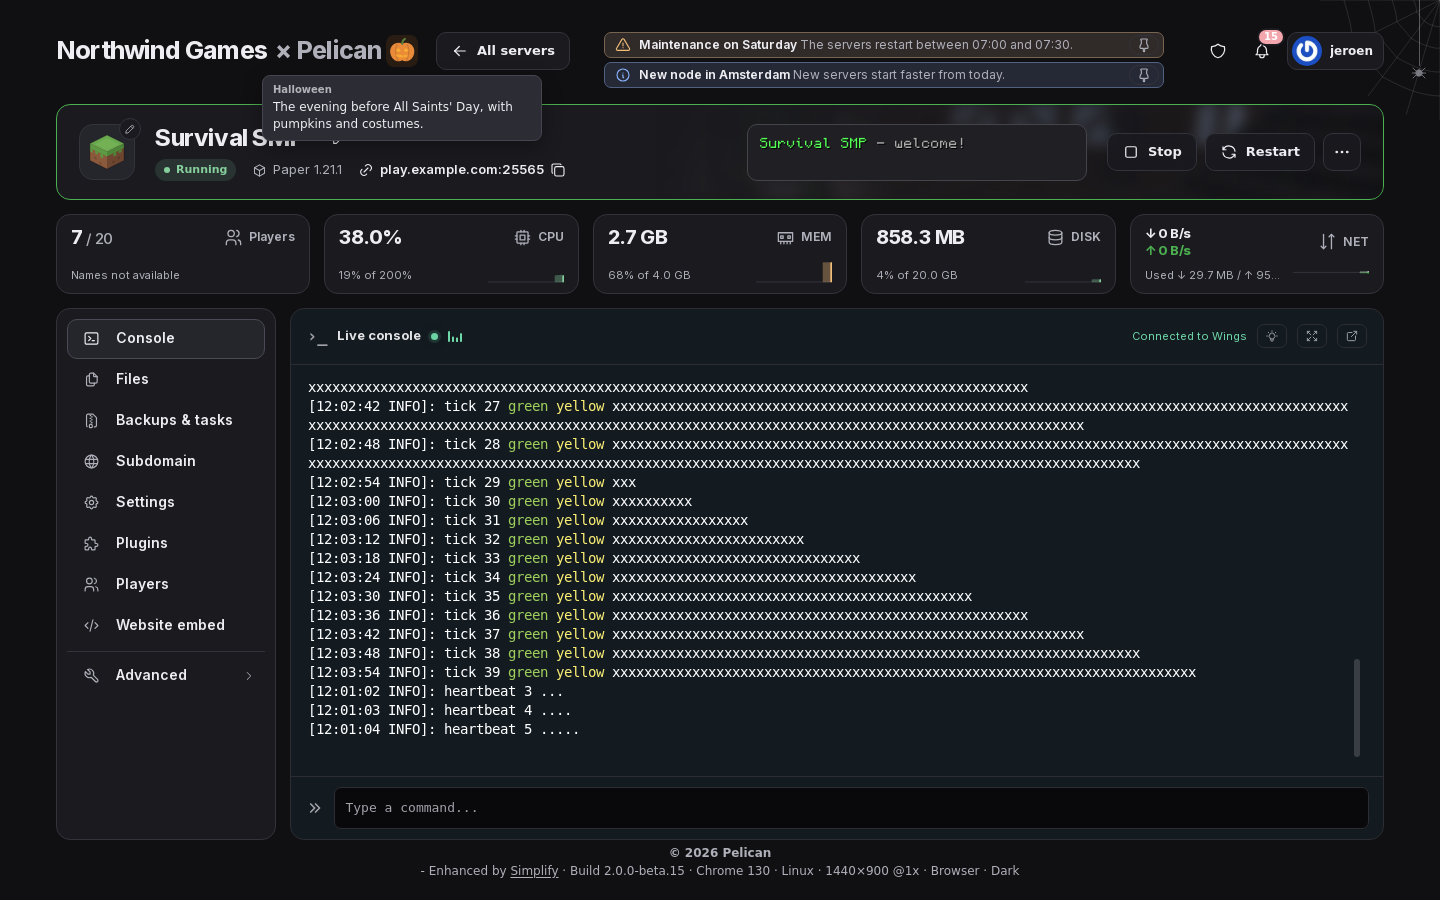 Northwind Games × Pelican
All servers
Maintenance on Saturday The servers restart between 07:00 and 07:30.
New node in Amsterdam New servers start faster from today.
15
jeroen
Halloween
The evening before All Saints' Day, with
pumpkins and costumes.
Survival SMP
Running
Paper 1.21.1
play.example.com:25565
Survival SMP - welcome!
Stop
Restart
7 / 20
Players
Names not available
38.0%
CPU
19% of 200%
2.7 GB
MEM
68% of 4.0 GB
858.3 MB
DISK
4% of 20.0 GB
↓ 0 B/s
↑ 0 B/s
NET
Used ↓ 29.7 MB / ↑ 95...
Console
Files
Backups & tasks
Subdomain
Settings
Plugins
Players
Website embed
Advanced
Live console
Connected to Wings
xxxxxxxxxxxxxxxxxxxxxxxxxxxxxxxxxxxxxxxxxxxxxxxxxxxxxxxxxxxxxxxxxxxxxxxxxxxxxxxxxxxxxxxxxx
[12:02:42 INFO]: tick 27 green yellow xxxxxxxxxxxxxxxxxxxxxxxxxxxxxxxxxxxxxxxxxxxxxxxxxxxxxxxxxxxxxxxxxxxxxxxxxxxxxxxxxxxxxxxxxxxx
xxxxxxxxxxxxxxxxxxxxxxxxxxxxxxxxxxxxxxxxxxxxxxxxxxxxxxxxxxxxxxxxxxxxxxxxxxxxxxxxxxxxxxxxxxxxxxxxx
[12:02:48 INFO]: tick 28 green yellow xxxxxxxxxxxxxxxxxxxxxxxxxxxxxxxxxxxxxxxxxxxxxxxxxxxxxxxxxxxxxxxxxxxxxxxxxxxxxxxxxxxxxxxxxxxx
xxxxxxxxxxxxxxxxxxxxxxxxxxxxxxxxxxxxxxxxxxxxxxxxxxxxxxxxxxxxxxxxxxxxxxxxxxxxxxxxxxxxxxxxxxxxxxxxxxxxxxxx
[12:02:54 INFO]: tick 29 green yellow xxx
[12:03:00 INFO]: tick 30 green yellow xxxxxxxxxx
[12:03:06 INFO]: tick 31 green yellow xxxxxxxxxxxxxxxxx
[12:03:12 INFO]: tick 32 green yellow xxxxxxxxxxxxxxxxxxxxxxxx
[12:03:18 INFO]: tick 33 green yellow xxxxxxxxxxxxxxxxxxxxxxxxxxxxxxx
[12:03:24 INFO]: tick 34 green yellow xxxxxxxxxxxxxxxxxxxxxxxxxxxxxxxxxxxxxx
[12:03:30 INFO]: tick 35 green yellow xxxxxxxxxxxxxxxxxxxxxxxxxxxxxxxxxxxxxxxxxxxxx
[12:03:36 INFO]: tick 36 green yellow xxxxxxxxxxxxxxxxxxxxxxxxxxxxxxxxxxxxxxxxxxxxxxxxxxxx
[12:03:42 INFO]: tick 37 green yellow xxxxxxxxxxxxxxxxxxxxxxxxxxxxxxxxxxxxxxxxxxxxxxxxxxxxxxxxxxx
[12:03:48 INFO]: tick 38 green yellow xxxxxxxxxxxxxxxxxxxxxxxxxxxxxxxxxxxxxxxxxxxxxxxxxxxxxxxxxxxxxxxxxx
[12:03:54 INFO]: tick 39 green yellow xxxxxxxxxxxxxxxxxxxxxxxxxxxxxxxxxxxxxxxxxxxxxxxxxxxxxxxxxxxxxxxxxxxxxxxxx
[12:01:02 INFO]: heartbeat 3 ...
[12:01:03 INFO]: heartbeat 4 ....
[12:01:04 INFO]: heartbeat 5 .....
Type a command...
© 2026 Pelican
- Enhanced by Simplify · Build 2.0.0-beta.15 · Chrome 130 · Linux · 1440×900 @1x · Browser · Dark